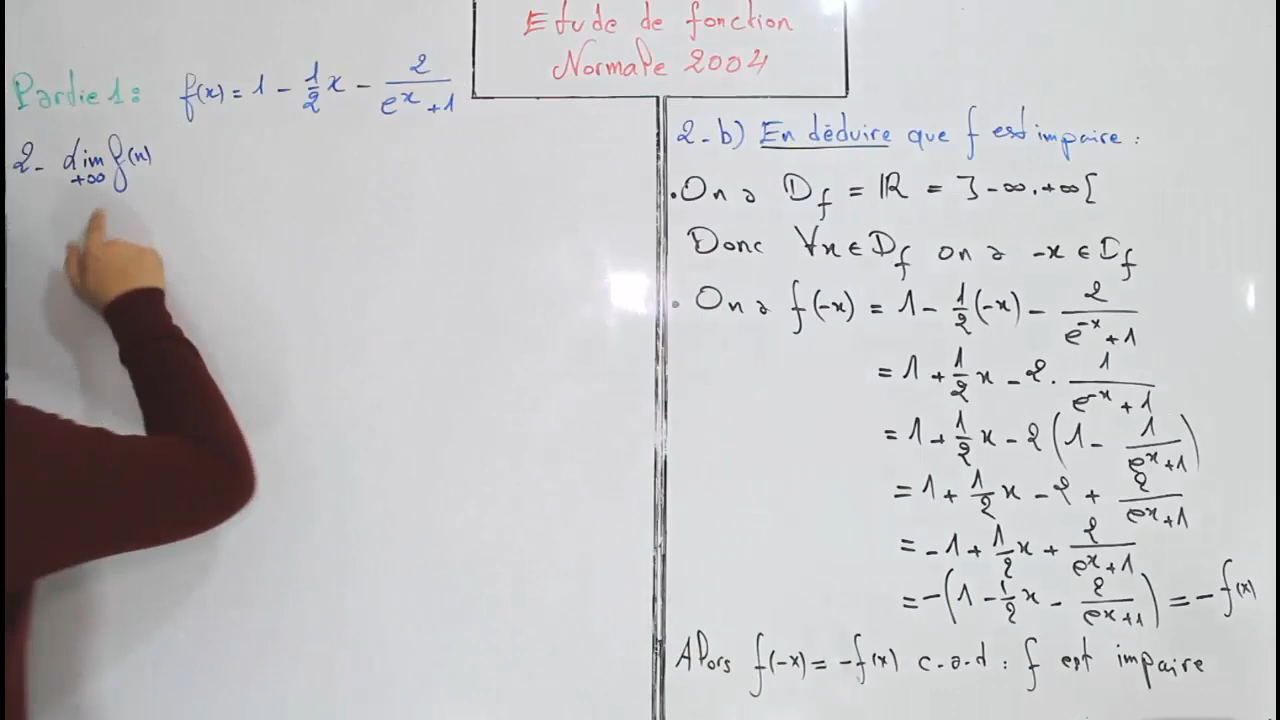 Etude de fonction
Normale 2004
Partie 1 : f(x) = 1 - 1/2 x - 2/(e^x + 1)
2- lim f(x)
+∞
2-b) En déduire que f est impaire :
. On a D_f = ℝ = ]-∞, +∞[
Donc ∀x ∈ D_f on a -x ∈ D_f
. On a f(-x) = 1 - 1/2 (-x) - 2/(e^-x + 1)
= 1 + 1/2 x - 2 . 1/(e^-x + 1)
= 1 + 1/2 x - 2 (1 - 1/(e^x + 1))
= 1 + 1/2 x - 2 + 2/(e^x + 1)
= -1 + 1/2 x + 2/(e^x + 1)
= -(1 - 1/2 x - 2/(e^x + 1)) = -f(x)
Alors f(-x) = -f(x) c.a.d : f est impaire